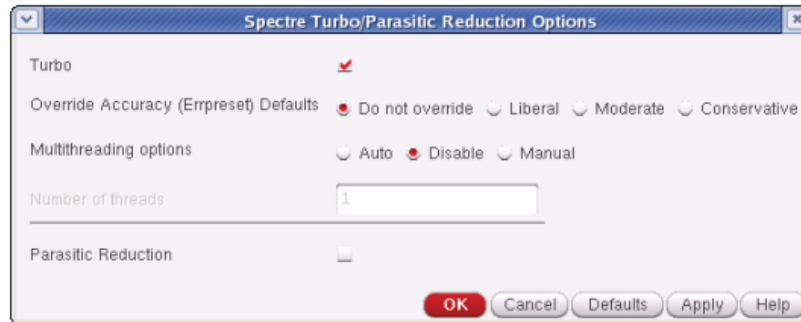 Spectre Turbo/Parasitic Reduction Options
Turbo
Override Accuracy (Errpreset) Defaults Do not override Liberal Moderate Conservative
Multithreading options Auto Disable Manual
Number of threads 1
Parasitic Reduction
OK Cancel Defaults Apply Help